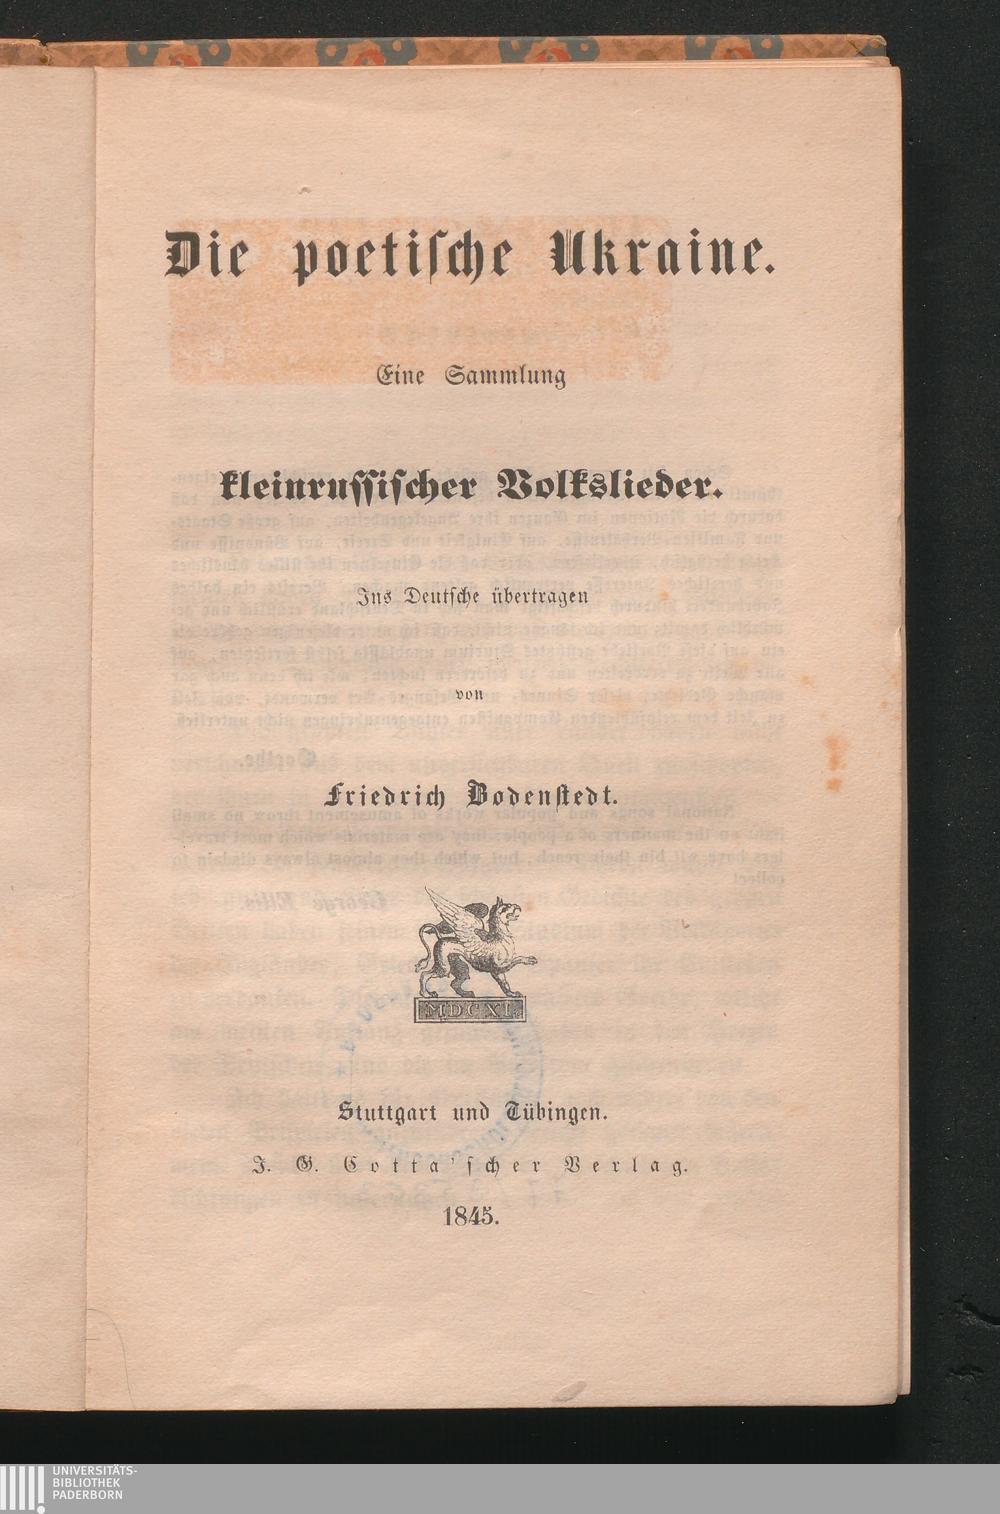 Die poetiſche Ukraine.
Eine Sammlung
kleinruſſiſcher Volkslieder.
Ins Deutſche übertragen
von
Friedrich Bodenſtedt.
MDCXI.
Stuttgart und Tübingen.
J. G. Cotta'ſcher Verlag.
1845.
UNIVERSITÄTS-
BIBLIOTHEK
PADERBORN